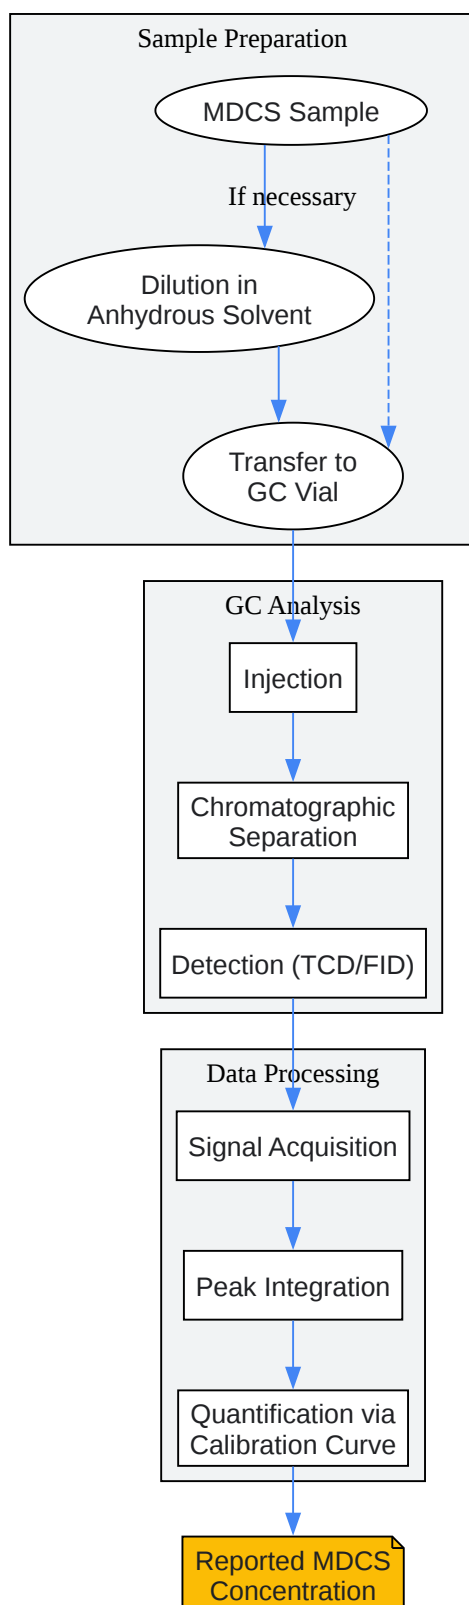 Sample Preparation
MDCS Sample
If necessary
Dilution in
Anhydrous Solvent
Transfer to
GC Vial
GC Analysis
Injection
Chromatographic
Separation
Detection (TCD/FID)
Data Processing
Signal Acquisition
Peak Integration
Quantification via
Calibration Curve
Reported MDCS
Concentration